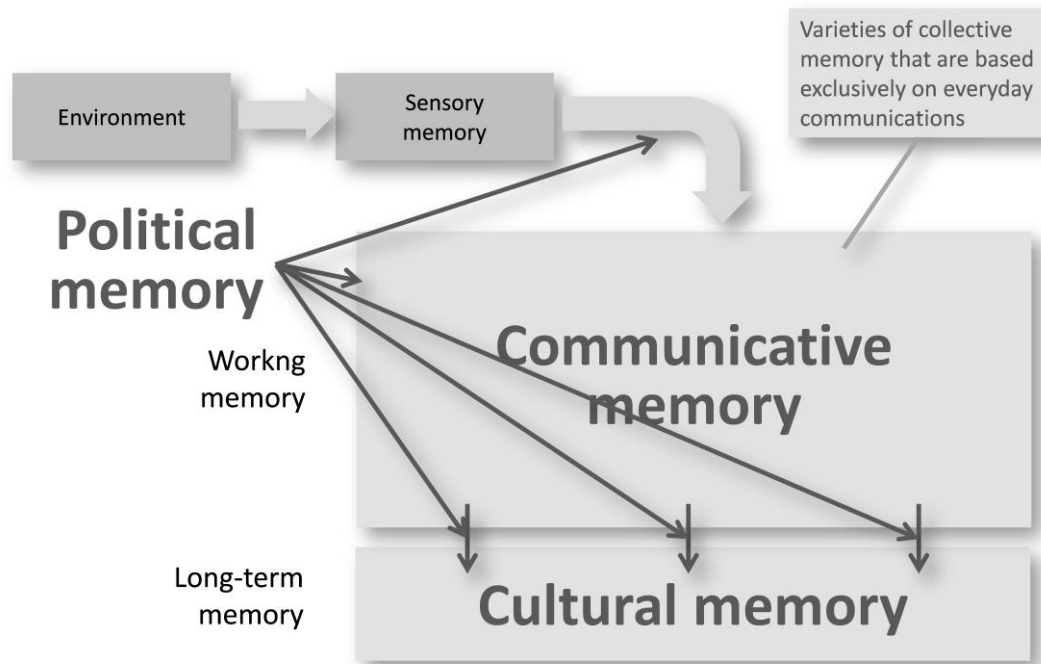 Varieties of collective
memory that are based
exclusively on everyday
communications
Environment
Sensory
memory
Political
memory
Communicative
memory
Workng
memory
Long-term
memory
Cultural memory